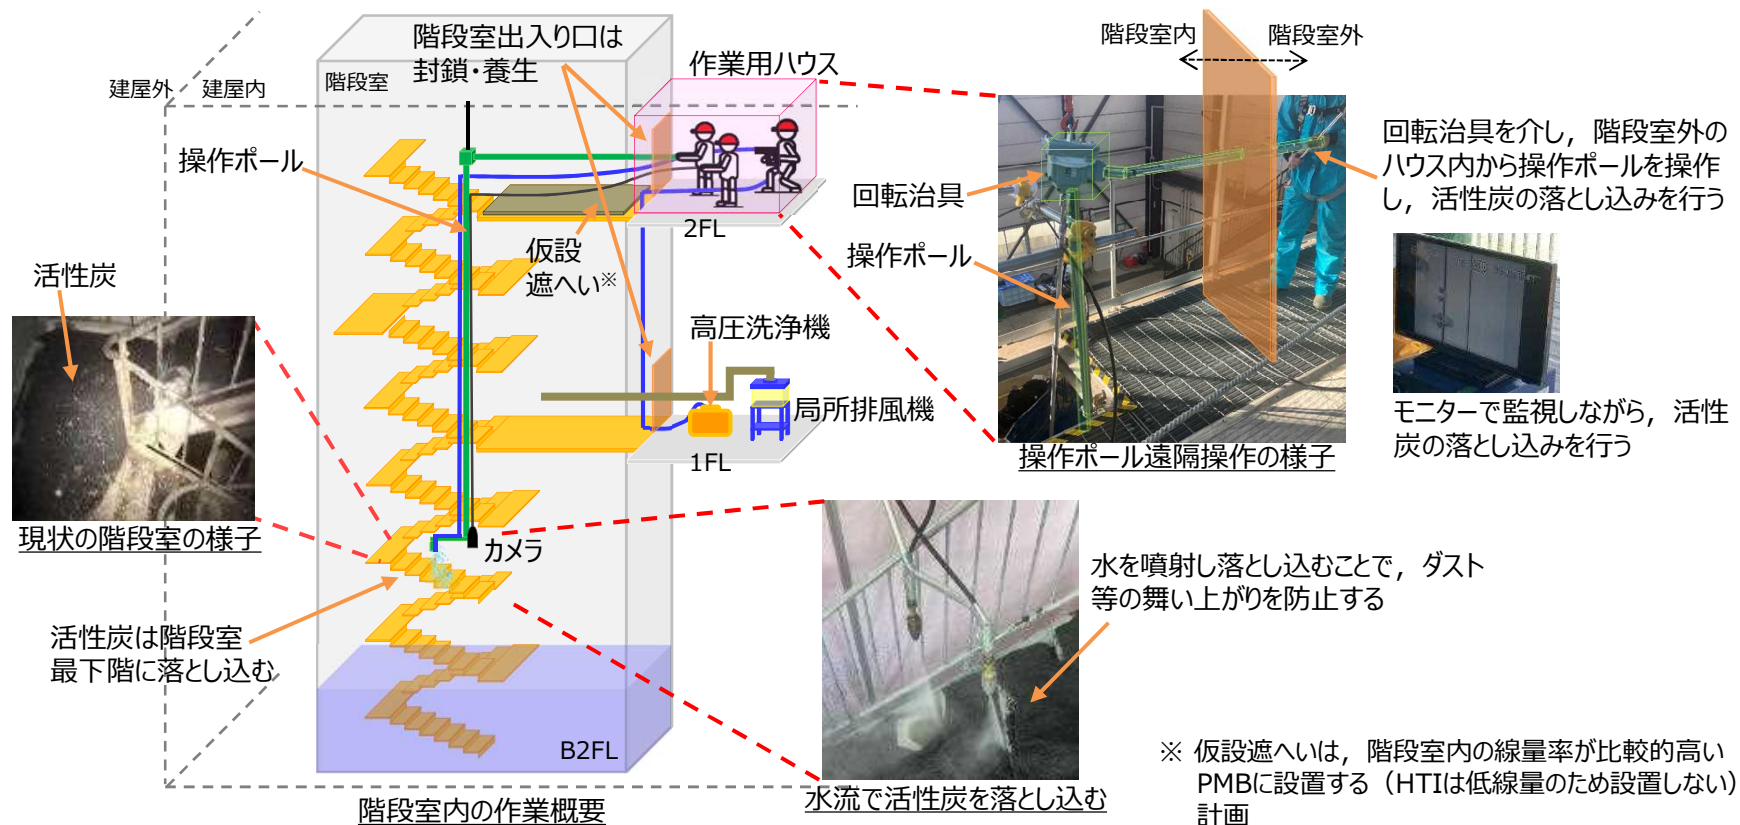 階段室出入り口は
封鎖・養生
作業用ハウス
階段室内
階段室外
建屋外
建屋内
階段室
操作ポール
回転治具
回転治具を介し，階段室外の
ハウス内から操作ポールを操作
し，活性炭の落とし込みを行う
2FL
仮設
遮へい※
操作ポール
活性炭
高圧洗浄機
局所排風機
1FL
モニターで監視しながら，活性
炭の落とし込みを行う
操作ポール遠隔操作の様子
現状の階段室の様子
カメラ
水を噴射し落とし込むことで，ダスト
等の舞い上がりを防止する
活性炭は階段室
最下階に落とし込む
B2FL
※ 仮設遮へいは，階段室内の線量率が比較的高い
PMBに設置する（HTIは低線量のため設置しない）
計画
階段室内の作業概要
水流で活性炭を落とし込む